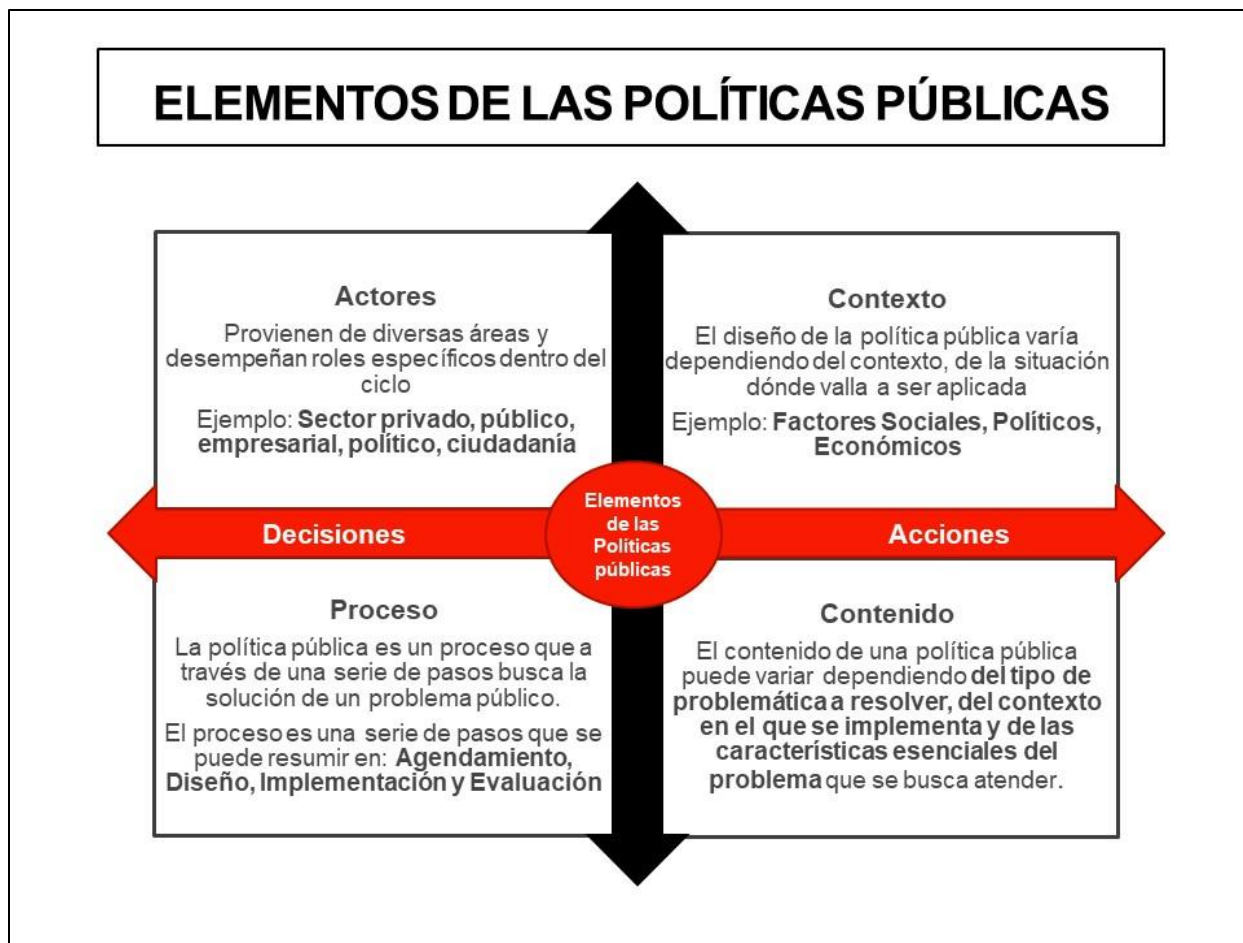 ELEMENTOS DE LAS POLÍTICAS PÚBLICAS
Actores
Provienen de diversas áreas y
desempeñan roles específicos dentro del
ciclo
Ejemplo: Sector privado, público,
empresarial, político, ciudadanía
Contexto
El diseño de la política pública varía
dependiendo del contexto, de la situación
dónde valla a ser aplicada
Ejemplo: Factores Sociales, Políticos,
Económicos
Decisiones
Elementos
de las
Políticas
públicas
Acciones
Proceso
La política pública es un proceso que a
través de una serie de pasos busca la
solución de un problema público.
El proceso es una serie de pasos que se
puede resumir en: Agendamiento,
Diseño, Implementación y Evaluación
Contenido
El contenido de una política pública
puede variar dependiendo del tipo de
problemática a resolver, del contexto
en el que se implementa y de las
características esenciales del
problema que se busca atender.